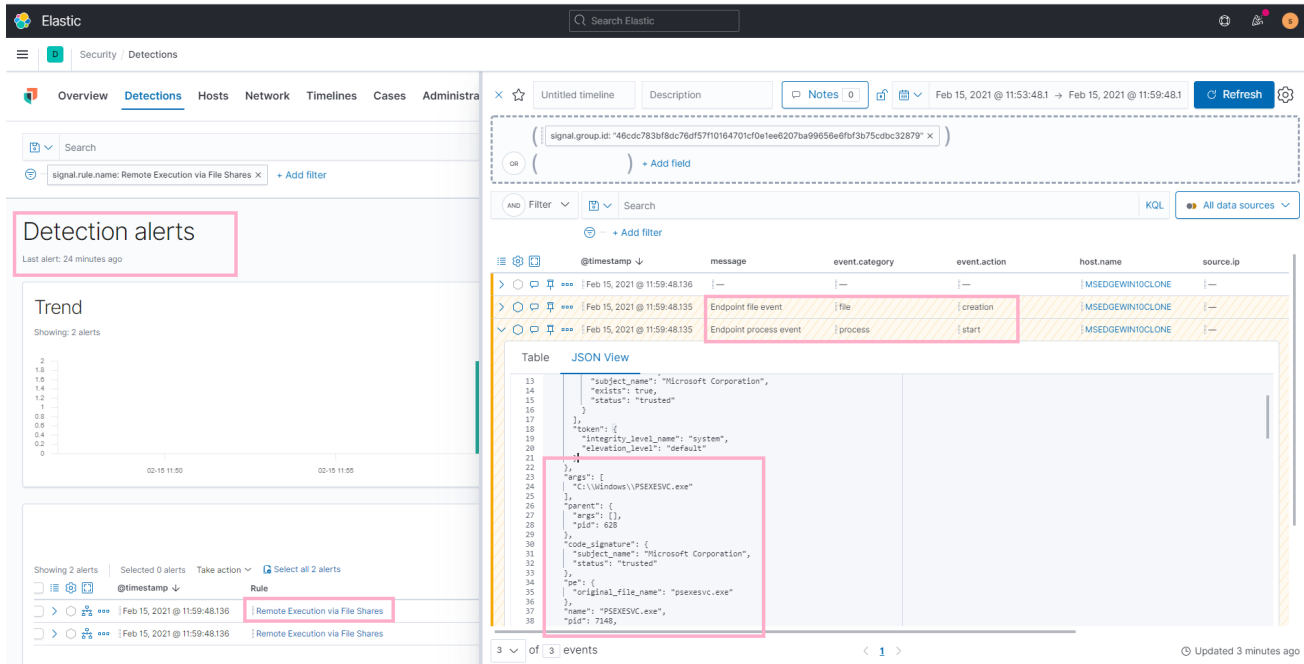 Elastic
Search Elastic
s
D
Security / Detections
Overview Detections Hosts Network Timelines Cases Administra
Search
signal.rule.name: Remote Execution via File Shares × + Add filter
Detection alerts
Last alert: 24 minutes ago
Trend
Showing: 2 alerts
2
1.8
1.6
1.4
1.2
1
0.8
0.6
0.4
0.2
0
02-15 11:50 02-15 11:55
Showing 2 alerts Selected 0 alerts Take action Select all 2 alerts
@timestamp Rule
Feb 15, 2021 @ 11:59:48.136 Remote Execution via File Shares
Feb 15, 2021 @ 11:59:48.136 Remote Execution via File Shares
Untitled timeline Description Notes 0 Feb 15, 2021 @ 11:53:48.1 → Feb 15, 2021 @ 11:59:48.1 Refresh
( signal.group.id: "46cdc783bf8dc76df57f10164701cf0e1ee6207ba99656e6fbf3b75cdbc32879" × )
OR ( ) + Add field
AND Filter Search KQL All data sources
+ Add filter
@timestamp message event.category event.action host.name source.ip
Feb 15, 2021 @ 11:59:48.136 — — — MSEDGEWIN10CLONE —
Feb 15, 2021 @ 11:59:48.135 Endpoint file event file creation MSEDGEWIN10CLONE —
Feb 15, 2021 @ 11:59:48.135 Endpoint process event process start MSEDGEWIN10CLONE —
Table JSON View
13 "subject_name": "Microsoft Corporation",
14 "exists": true,
15 "status": "trusted"
16 }
17 ],
18 "token": {
19 "integrity_level_name": "system",
20 "elevation_level": "default"
21 }
22 },
23 "args": [
24 "C:\\Windows\\PSEXESVC.exe"
25 ],
26 "parent": {
27 "args": [],
28 "pid": 628
29 },
30 "code_signature": {
31 "subject_name": "Microsoft Corporation",
32 "status": "trusted"
33 },
34 "pe": {
35 "original_file_name": "psexesvc.exe"
36 },
37 "name": "PSEXESVC.exe",
38 "pid": 7148,
3 of 3 events
1
Updated 3 minutes ago